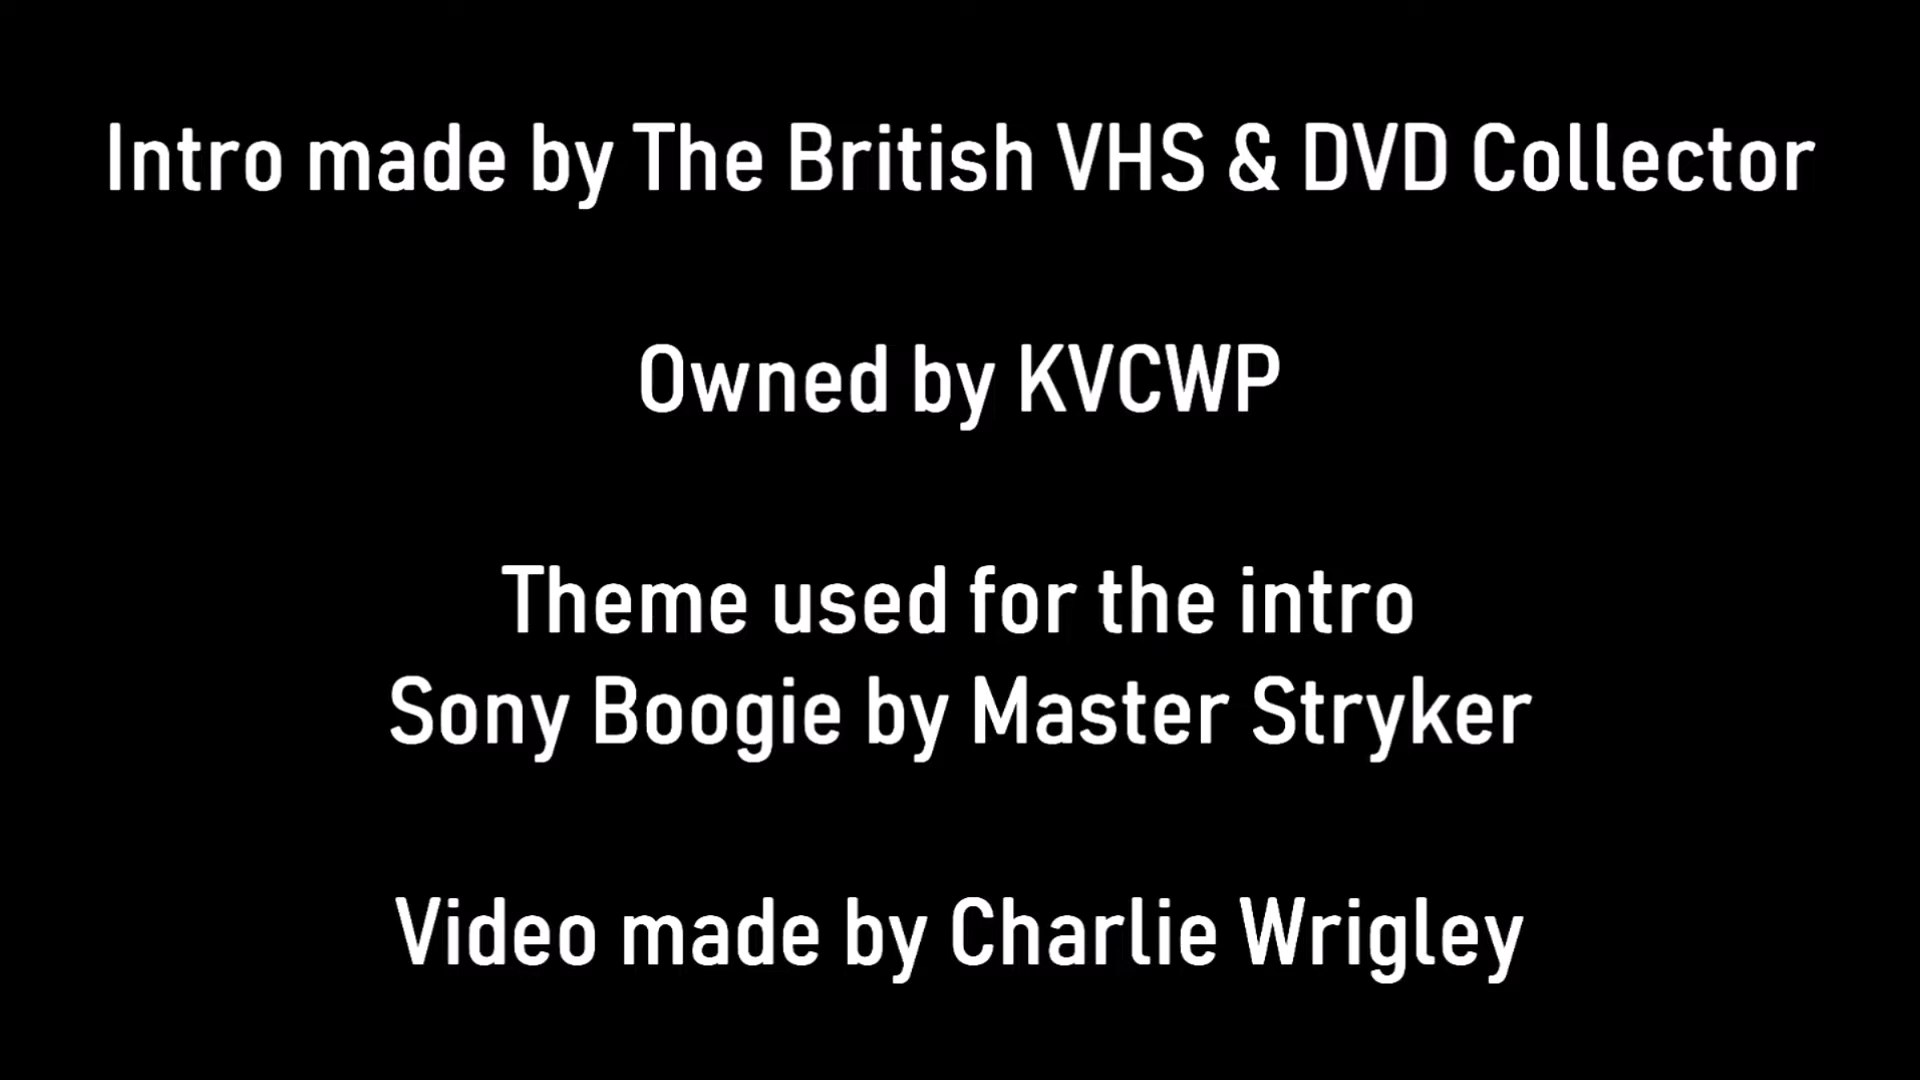 Intro made by The British VHS & DVD Collector
Owned by KVCWP
Theme used for the intro
Sony Boogie by Master Stryker
Video made by Charlie Wrigley